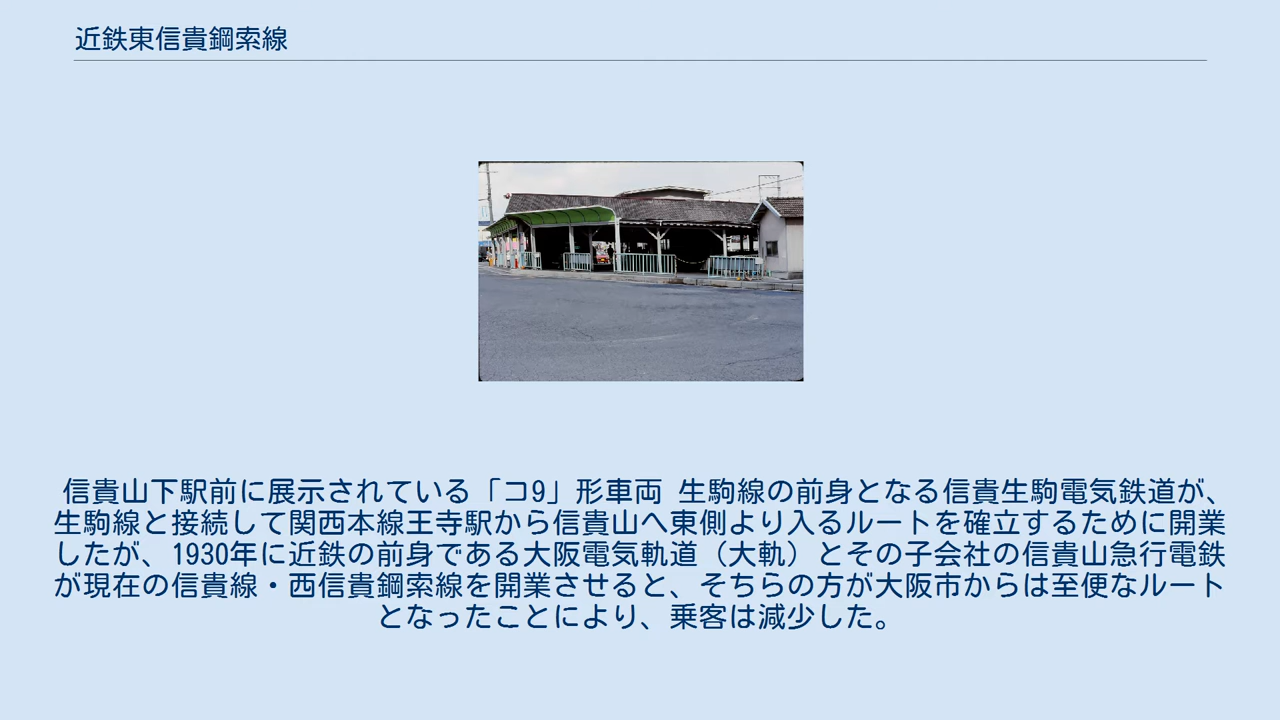 近鉄東信貴鋼索線
信貴山下駅前に展示されている「コ9」形車両 生駒線の前身となる信貴生駒電気鉄道が、
生駒線と接続して関西本線王寺駅から信貴山へ東側より入るルートを確立するために開業
したが、1930年に近鉄の前身である大阪電気軌道（大軌）とその子会社の信貴山急行電鉄
が現在の信貴線・西信貴鋼索線を開業させると、そちらの方が大阪市からは至便なルート
となったことにより、乗客は減少した。